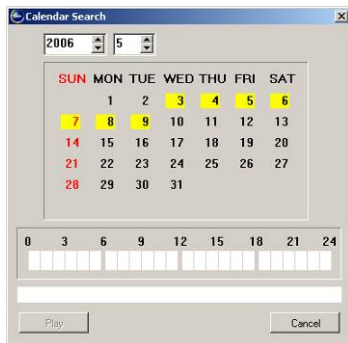 Calendar Search
2006 5
SUN MON TUE WED THU FRI SAT
1 2 3 4 5 6
7 8 9 10 11 12 13
14 15 16 17 18 19 20
21 22 23 24 25 26 27
28 29 30 31
0 3 6 9 12 15 18 21 24
Play Cancel